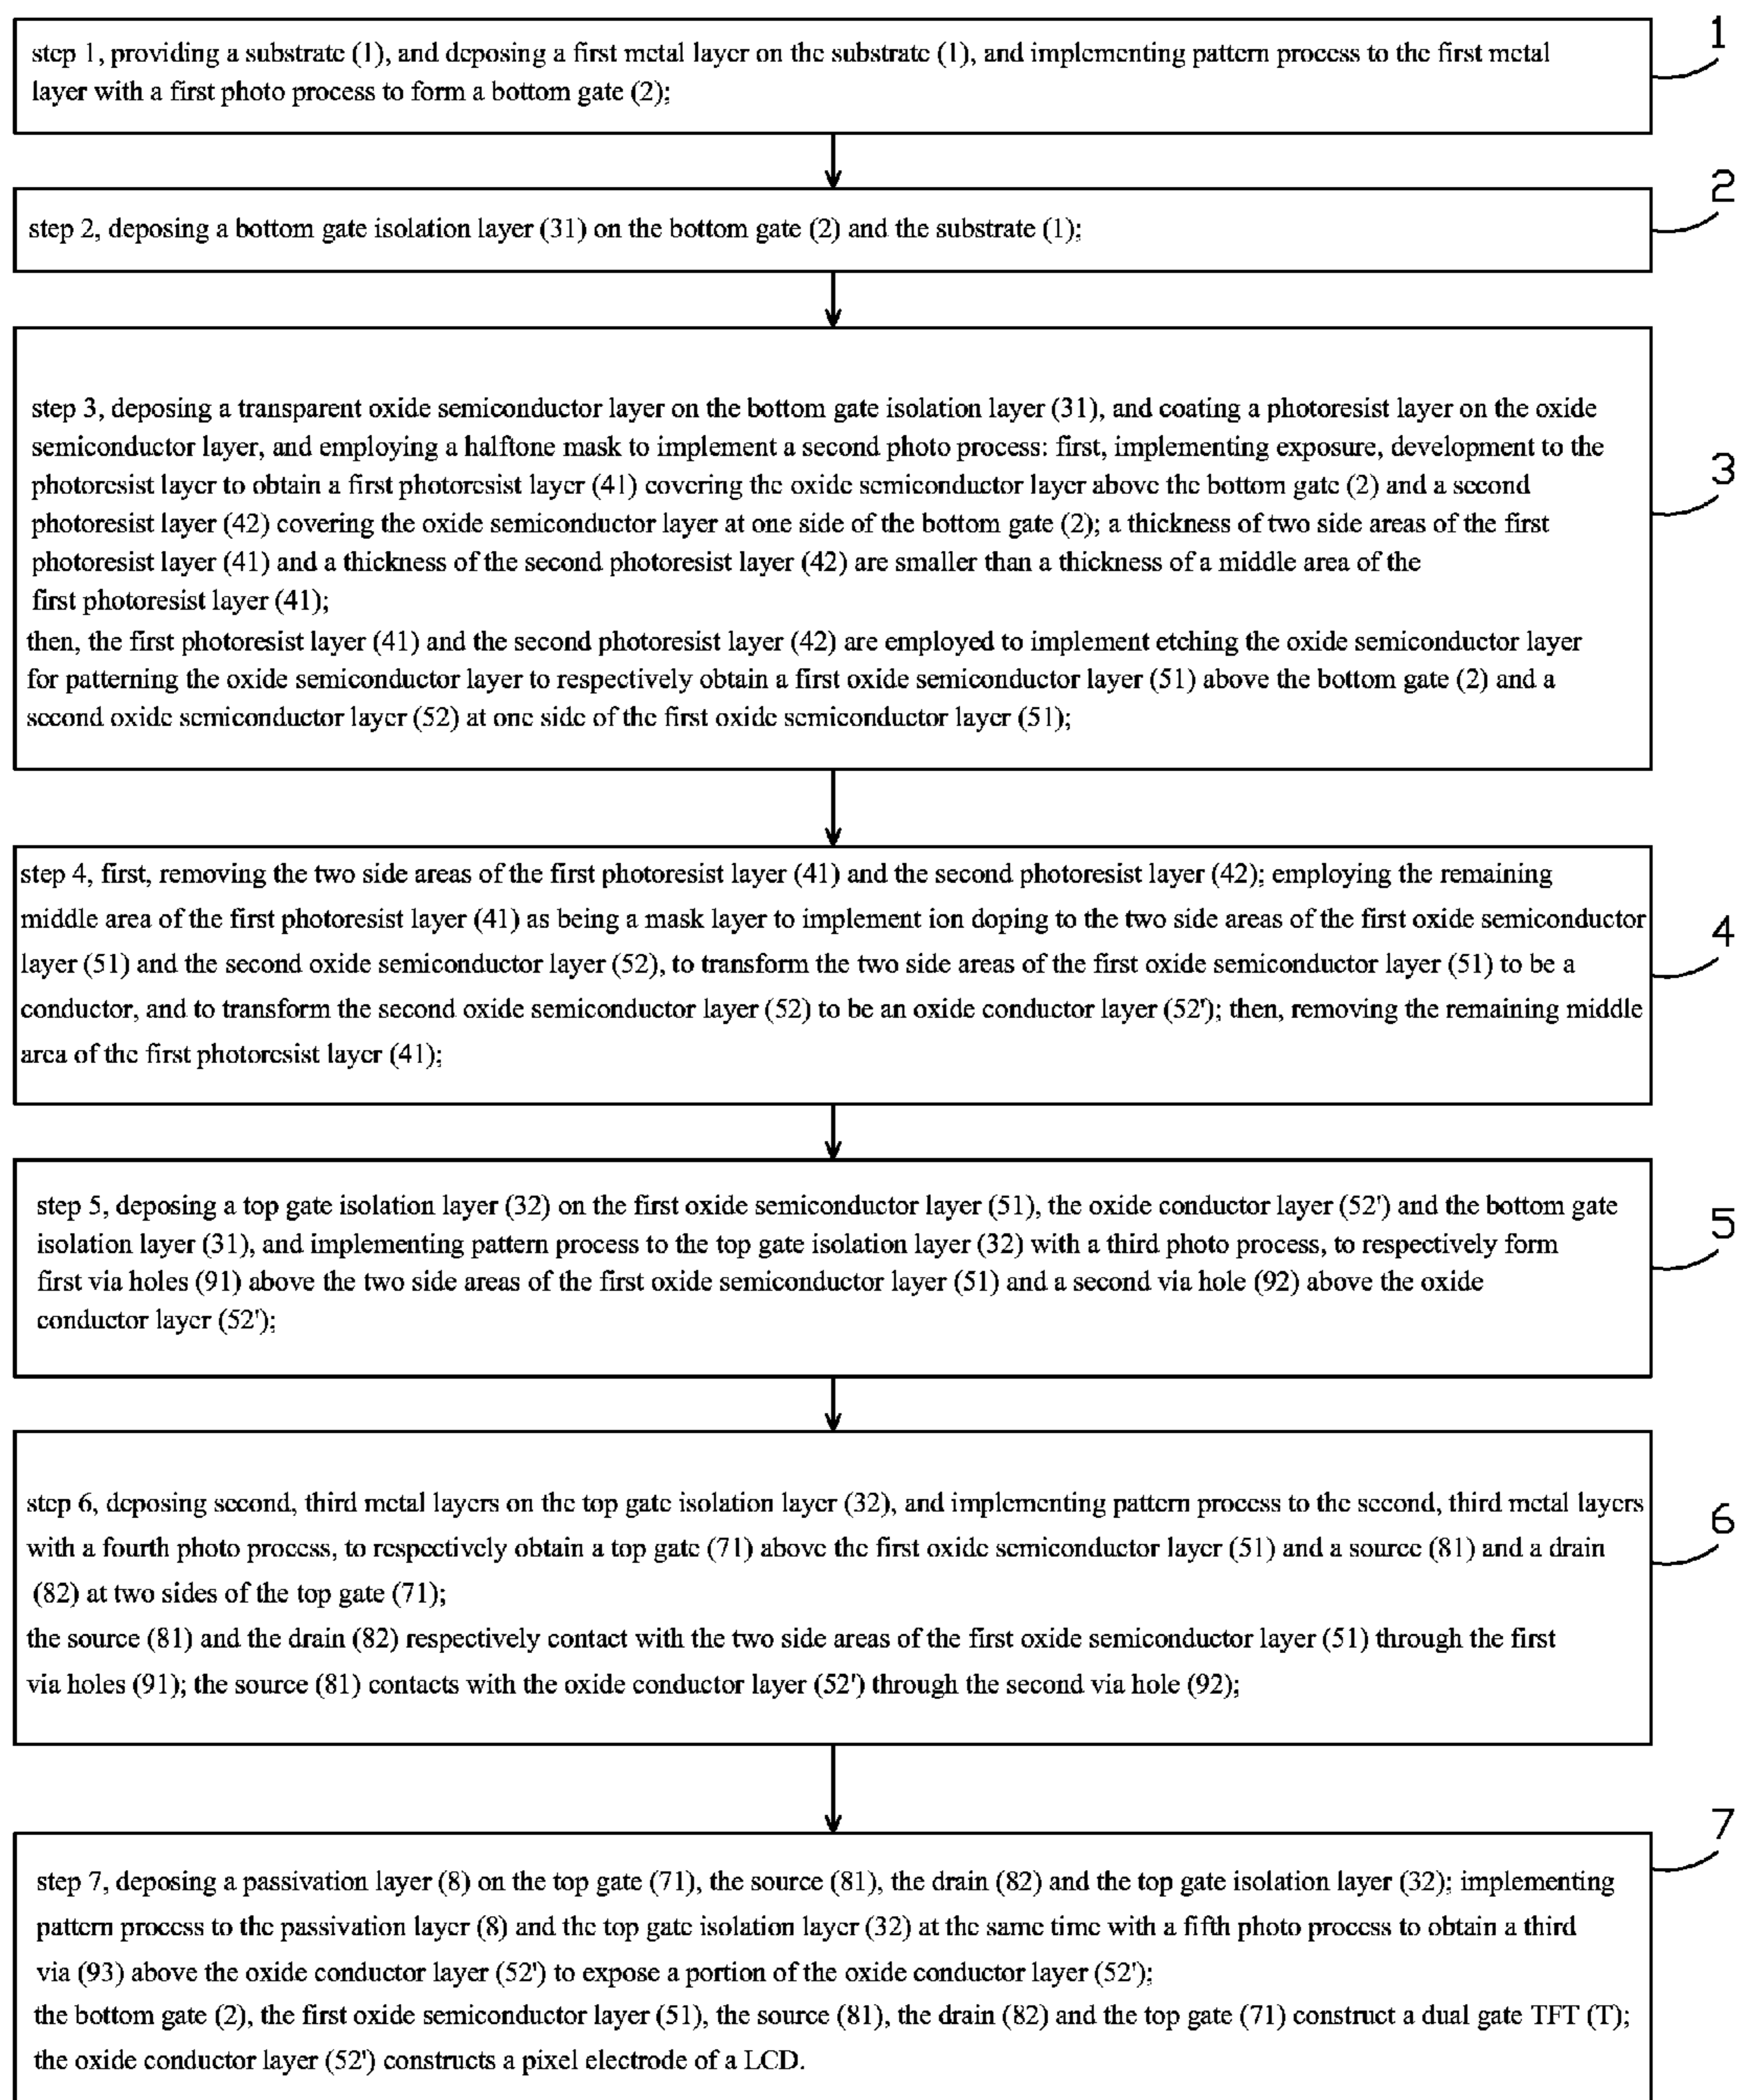 step 1, providing a substrate (1), and deposing a first metal layer on the substrate (1), and implementing pattern process to the first metal
layer with a first photo process to form a bottom gate (2);
1
step 2, deposing a bottom gate isolation layer (31) on the bottom gate (2) and the substrate (1);
2
step 3, deposing a transparent oxide semiconductor layer on the bottom gate isolation layer (31), and coating a photoresist layer on the oxide
semiconductor layer, and employing a halftone mask to implement a second photo process: first, implementing exposure, development to the
photoresist layer to obtain a first photoresist layer (41) covering the oxide semiconductor layer above the bottom gate (2) and a second
photoresist layer (42) covering the oxide semiconductor layer at one side of the bottom gate (2); a thickness of two side areas of the first
photoresist layer (41) and a thickness of the second photoresist layer (42) are smaller than a thickness of a middle area of the
first photoresist layer (41);
then, the first photoresist layer (41) and the second photoresist layer (42) are employed to implement etching the oxide semiconductor layer
for patterning the oxide semiconductor layer to respectively obtain a first oxide semiconductor layer (51) above the bottom gate (2) and a
second oxide semiconductor layer (52) at one side of the first oxide semiconductor layer (51);
3
step 4, first, removing the two side areas of the first photoresist layer (41) and the second photoresist layer (42); employing the remaining
middle area of the first photoresist layer (41) as being a mask layer to implement ion doping to the two side areas of the first oxide semiconductor
layer (51) and the second oxide semiconductor layer (52), to transform the two side areas of the first oxide semiconductor layer (51) to be a
conductor, and to transform the second oxide semiconductor layer (52) to be an oxide conductor layer (52'); then, removing the remaining middle
area of the first photoresist layer (41);
4
step 5, deposing a top gate isolation layer (32) on the first oxide semiconductor layer (51), the oxide conductor layer (52') and the bottom gate
isolation layer (31), and implementing pattern process to the top gate isolation layer (32) with a third photo process, to respectively form
first via holes (91) above the two side areas of the first oxide semiconductor layer (51) and a second via hole (92) above the oxide
conductor layer (52');
5
step 6, deposing second, third metal layers on the top gate isolation layer (32), and implementing pattern process to the second, third metal layers
with a fourth photo process, to respectively obtain a top gate (71) above the first oxide semiconductor layer (51) and a source (81) and a drain
(82) at two sides of the top gate (71);
the source (81) and the drain (82) respectively contact with the two side areas of the first oxide semiconductor layer (51) through the first
via holes (91); the source (81) contacts with the oxide conductor layer (52') through the second via hole (92);
6
step 7, deposing a passivation layer (8) on the top gate (71), the source (81), the drain (82) and the top gate isolation layer (32); implementing
pattern process to the passivation layer (8) and the top gate isolation layer (32) at the same time with a fifth photo process to obtain a third
via (93) above the oxide conductor layer (52') to expose a portion of the oxide conductor layer (52');
the bottom gate (2), the first oxide semiconductor layer (51), the source (81), the drain (82) and the top gate (71) construct a dual gate TFT (T);
the oxide conductor layer (52') constructs a pixel electrode of a LCD.
7